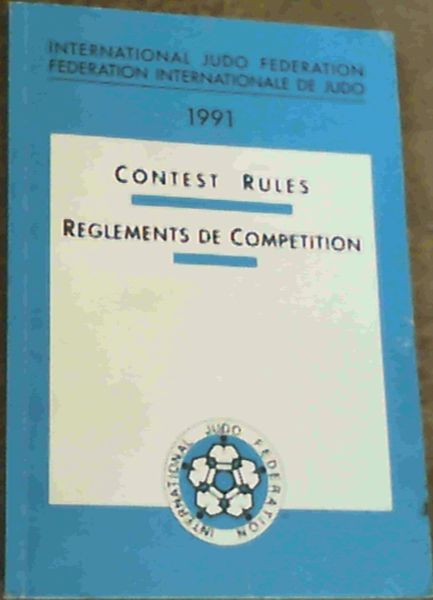 INTERNATIONAL JUDO FEDERATION
FEDERATION INTERNATIONALE DE JUDO
1991
CONTEST RULES
REGLEMENTS DE COMPETITION
INTERNATIONAL JUDO FEDERATION